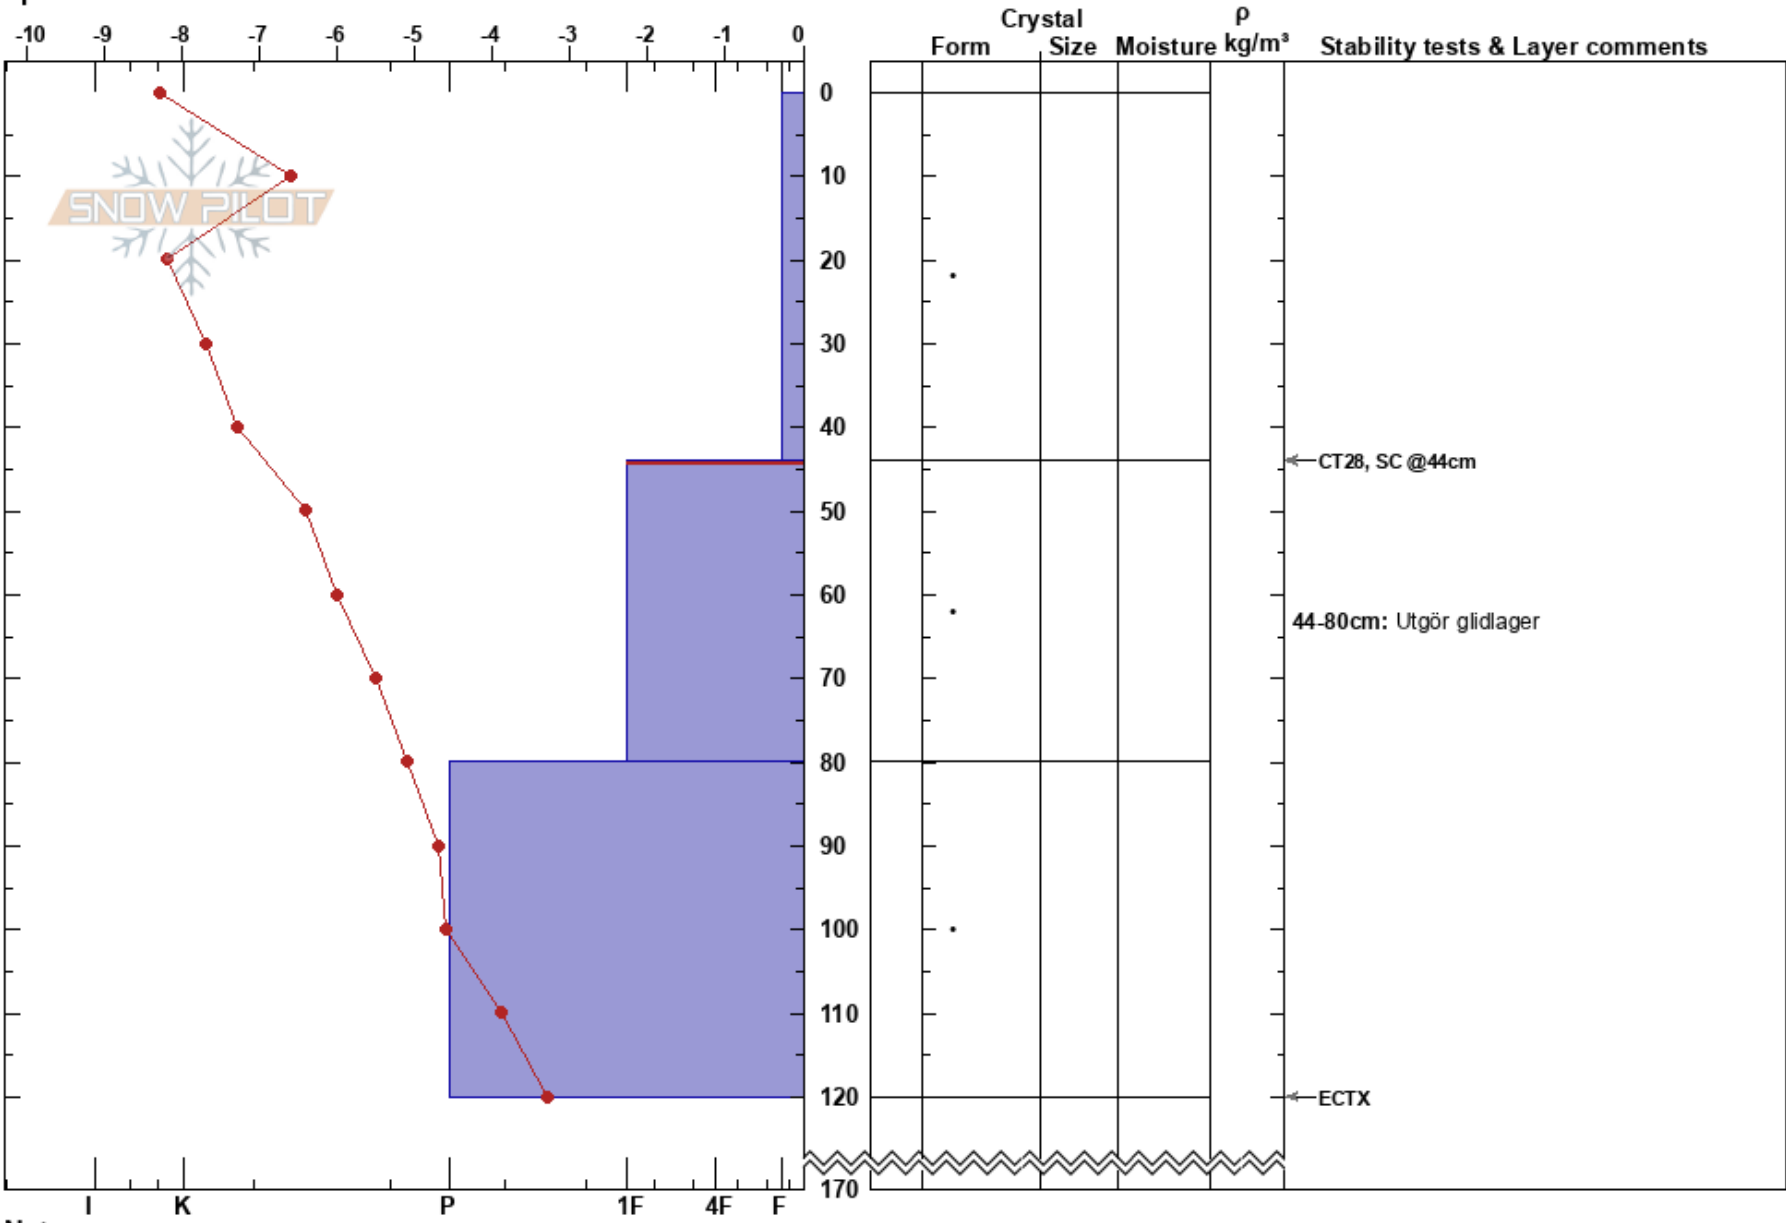 Crystal ρ
-10 -9 -8 -7 -6 -5 -4 -3 -2 -1 0
Form Size Moisture kg/m³ Stability tests & Layer comments
0
SNOW PILOT
10
20
30
40
CT28, SC @44cm
50
60
44-80cm: Utgör glidlager
70
80
90
100
110
120
ECTX
170
I K P 1F 4F F